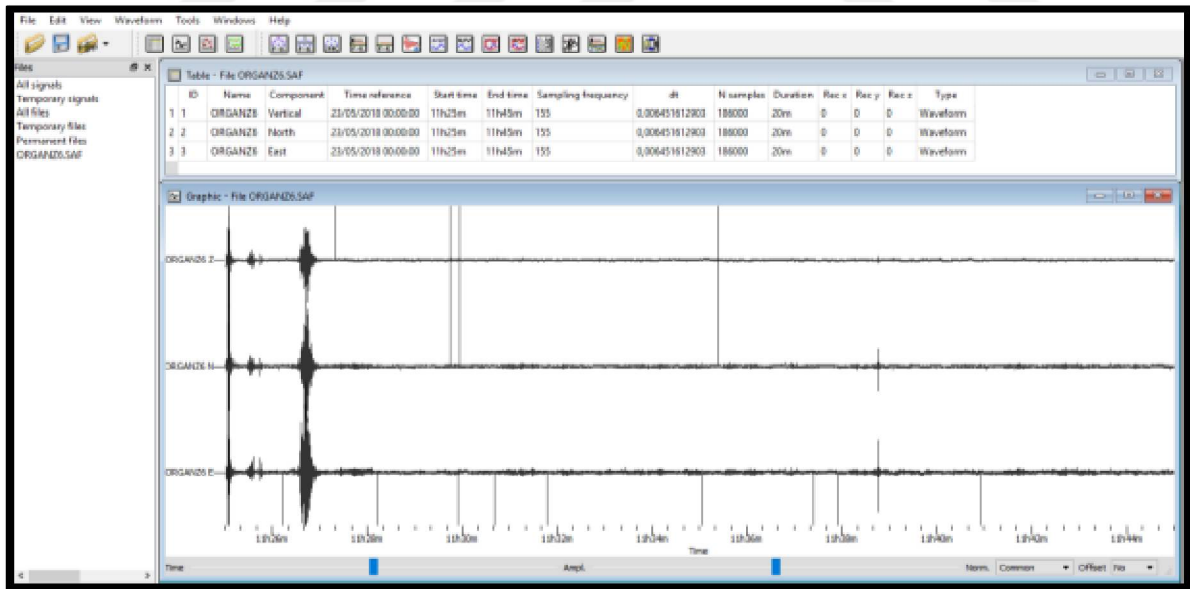 File Edit View Waveform Tools Windows Help
Files
All signals
Temporary signals
All files
Temporary files
Permanent files
ORGANZ6.SAF
Table - File ORGANZ6.SAF
ID Name Component Time reference Start time End time Sampling frequency dt N samples Duration Rec x Rec y Rec z Type
1 1 ORGANZ6 Vertical 23/05/2018 00:00:00 11h25m 11h45m 155 0,006451612903 186000 20m 0 0 0 Waveform
2 2 ORGANZ6 North 23/05/2018 00:00:00 11h25m 11h45m 155 0,006451612903 186000 20m 0 0 0 Waveform
3 3 ORGANZ6 East 23/05/2018 00:00:00 11h25m 11h45m 155 0,006451612903 186000 20m 0 0 0 Waveform
Graphic - File ORGANZ6.SAF
ORGANZ6 Z
ORGANZ6 N
ORGANZ6 E
11h26m 11h28m 11h30m 11h32m 11h34m 11h36m 11h38m 11h40m 11h42m 11h44m
Time
Time Ampl. Norm. Common Offset No